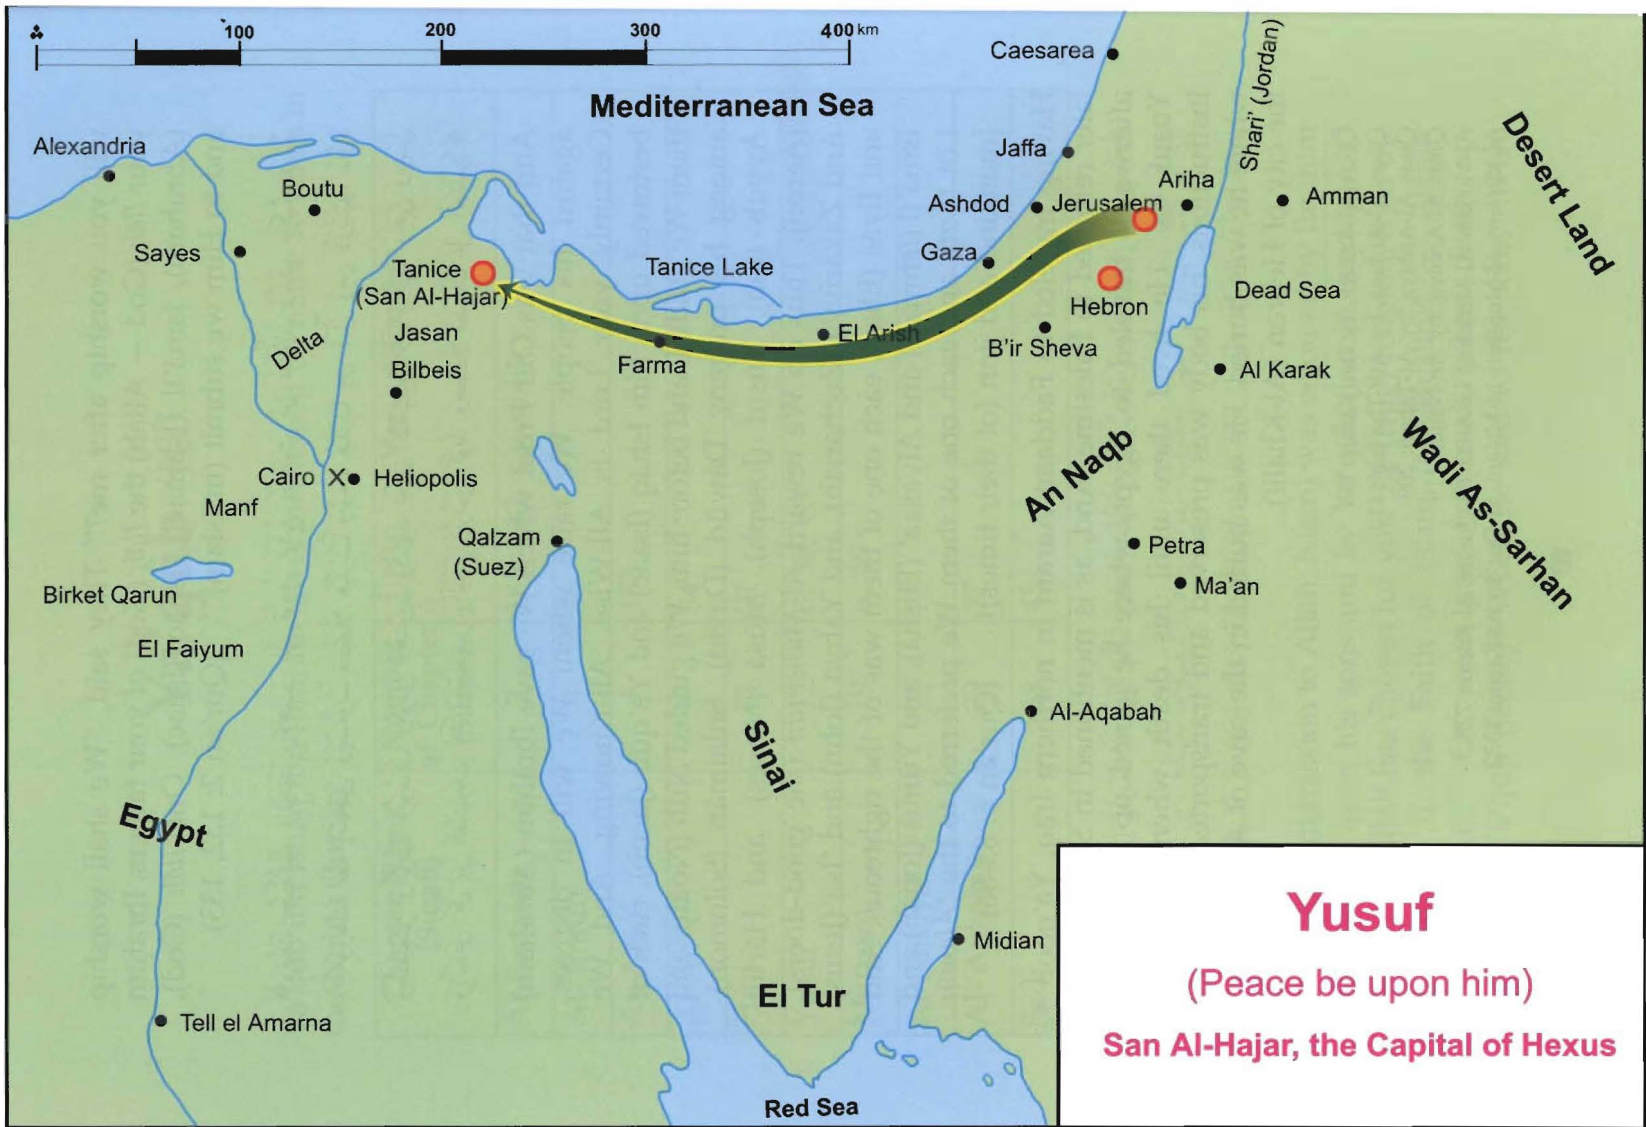 100
200
300
400 km
Mediterranean Sea
Caesarea
Jaffa
Ashdod
Jerusalem
Ariha
Shari' (Jordan)
Amman
Desert Land
Gaza
Hebron
Dead Sea
B'ir Sheva
Al Karak
Wadi As-Sarhan
An Naqb
Petra
Ma'an
Al-Aqabah
Midian
Alexandria
Boutu
Sayes
Tanice
(San Al-Hajar)
Tanice Lake
El Arish
Farma
Jasan
Bilbeis
Delta
Cairo X
Heliopolis
Manf
Qalzam
(Suez)
Birket Qarun
El Faiyum
Sinai
Egypt
Tell el Amarna
El Tur
Red Sea
Yusuf
(Peace be upon him)
San Al-Hajar, the Capital of Hexus